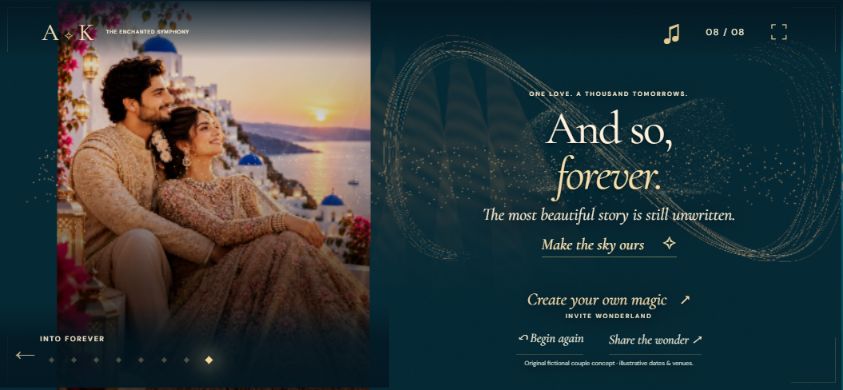 A ⟡ K THE ENCHANTED SYMPHONY
08 / 08
ONE LOVE. A THOUSAND TOMORROWS.
And so,
forever.
The most beautiful story is still unwritten.
Make the sky ours ✧
Create your own magic ↗
INVITE WONDERLAND
↶ Begin again
Share the wonder ↗
Original fictional couple concept · illustrative dates & venues.
INTO FOREVER